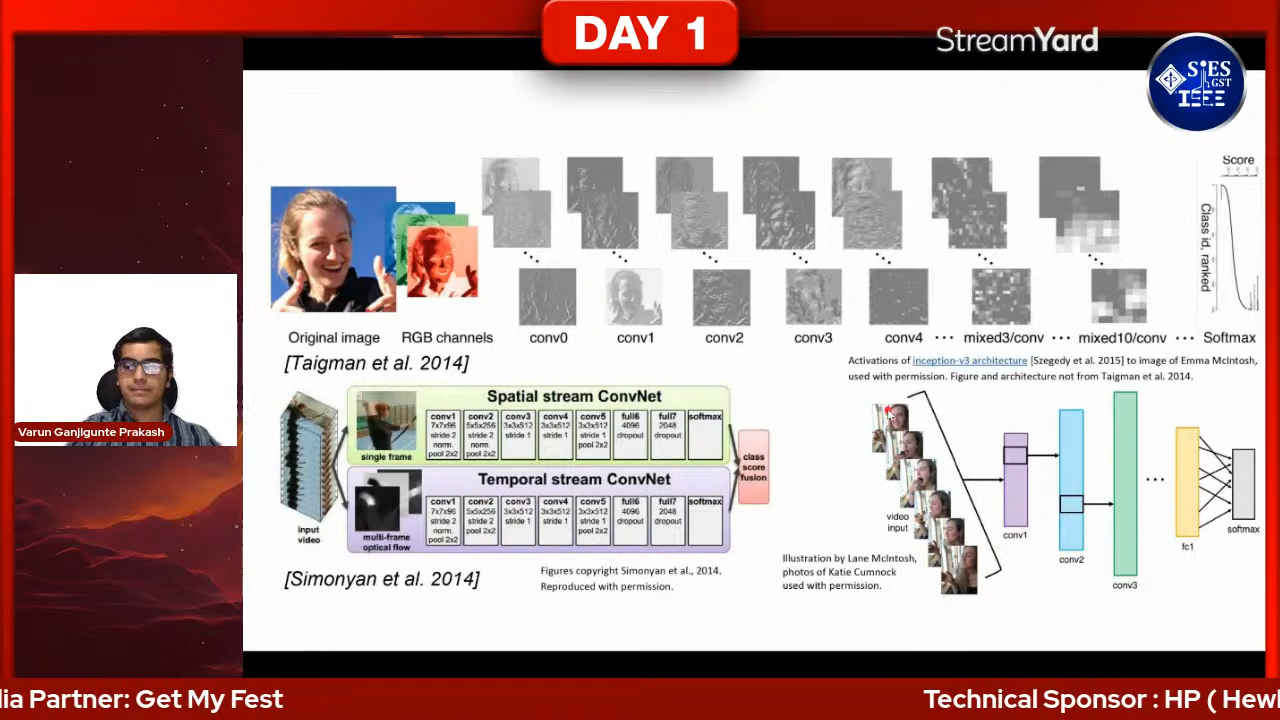 DAY 1
StreamYard
SIES
GST
IEEE
Score
Class id, ranked
Original image
RGB channels
conv0
conv1
conv2
conv3
conv4
...
mixed3/conv
...
mixed10/conv
...
Softmax
[Taigman et al. 2014]
Activations of inception-v3 architecture [Szegedy et al. 2015] to image of Emma McIntosh,
used with permission. Figure and architecture not from Taigman et al. 2014.
Spatial stream ConvNet
single frame
conv1
7x7x96
stride 2
norm.
pool 2x2
conv2
5x5x256
stride 2
norm.
pool 2x2
conv3
3x3x512
stride 1
conv4
3x3x512
stride 1
conv5
3x3x512
stride 1
pool 2x2
full6
4096
dropout
full7
2048
dropout
softmax
Temporal stream ConvNet
input
video
multi-frame
optical flow
conv1
7x7x96
stride 2
norm.
pool 2x2
conv2
5x5x256
stride 2
pool 2x2
conv3
3x3x512
stride 1
conv4
3x3x512
stride 1
conv5
3x3x512
stride 1
pool 2x2
full6
4096
dropout
full7
2048
dropout
softmax
class
score
fusion
[Simonyan et al. 2014]
Figures copyright Simonyan et al., 2014.
Reproduced with permission.
video
input
conv1
conv2
conv3
...
fc1
softmax
Illustration by Lane McIntosh,
photos of Katie Cumnock
used with permission.
Varun Ganjigunte Prakash
dia Partner: Get My Fest
Technical Sponsor : HP ( Hewl